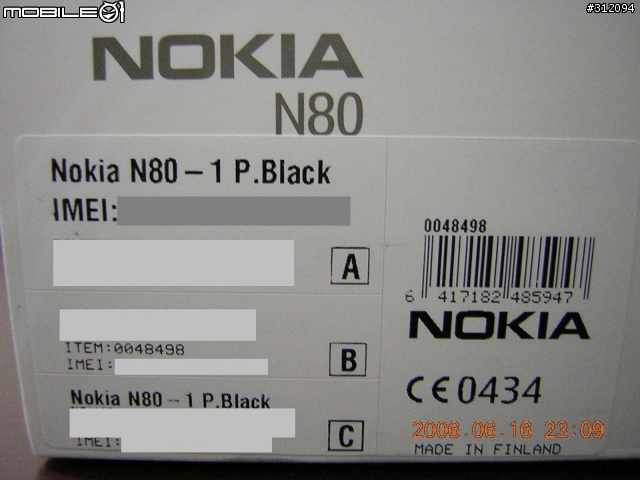 MOBILE01
#312094
NOKIA
N80
Nokia N80 – 1 P.Black
IMEI:
A
ITEM:0048498
IMEI:
B
Nokia N80 – 1 P.Black
IMEI:
C
0048498
6 417182 485947
NOKIA
CE0434
2006.06.16 23:09
MADE IN FINLAND